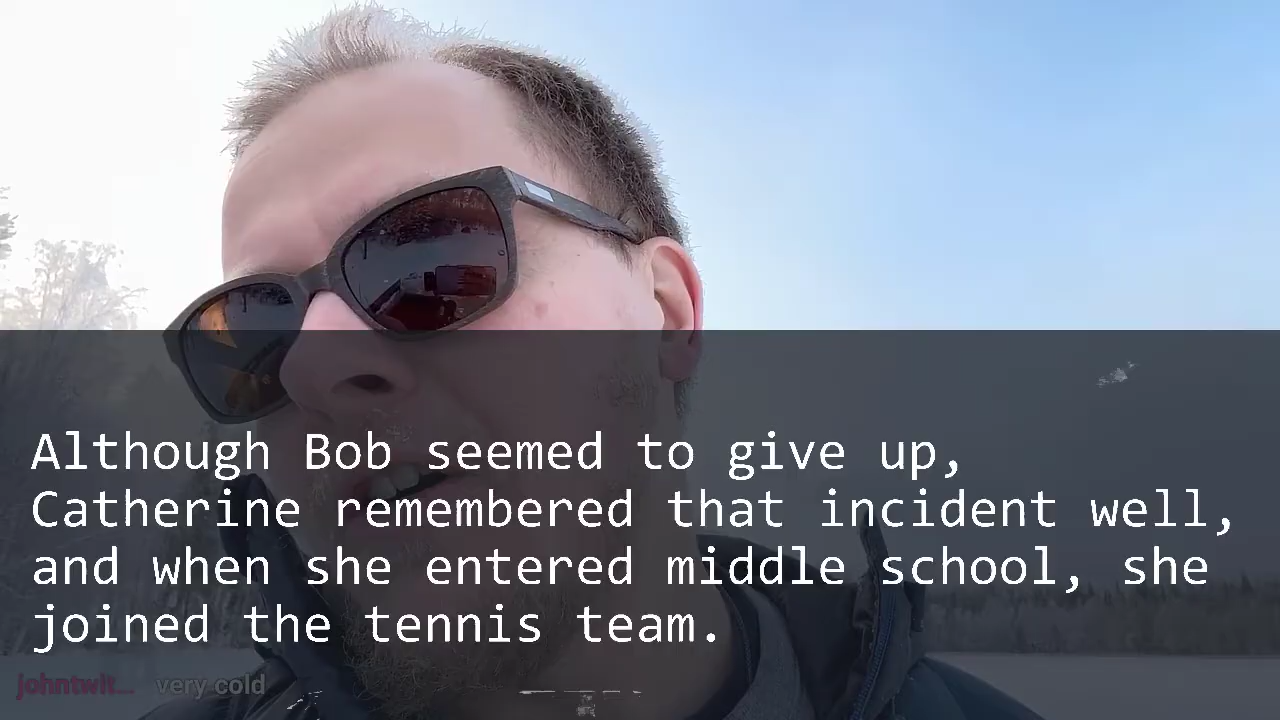 Although Bob seemed to give up,
Catherine remembered that incident well,
and when she entered middle school, she
joined the tennis team.
johntwit... very cold